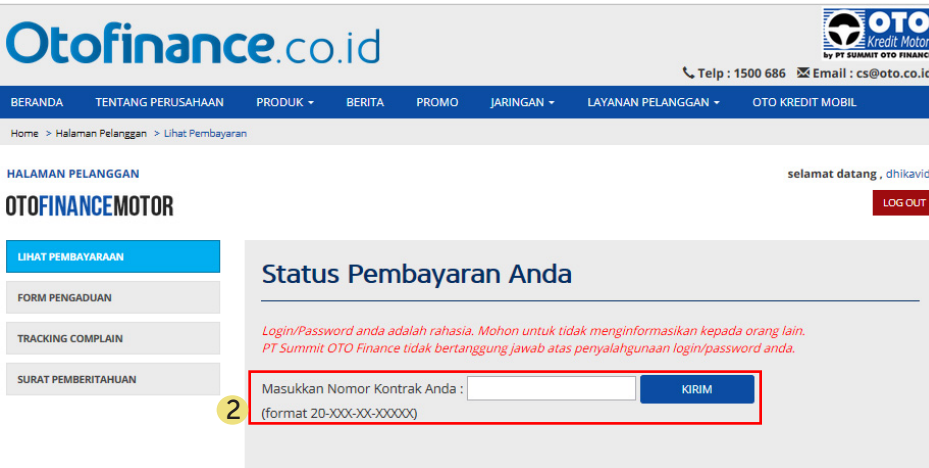 Otofinance.co.id
OTO
Kredit Motor
by PT SUMMIT OTO FINANCE
Telp : 1500 686 Email : cs@oto.co.id
BERANDA TENTANG PERUSAHAAN PRODUK BERITA PROMO JARINGAN LAYANAN PELANGGAN OTO KREDIT MOBIL
Home > Halaman Pelanggan > Lihat Pembayaran
HALAMAN PELANGGAN
selamat datang , dhikavid
OTOFINANCEMOTOR
LOG OUT
LIHAT PEMBAYARAAN
FORM PENGADUAN
TRACKING COMPLAIN
SURAT PEMBERITAHUAN
Status Pembayaran Anda
Login/Password anda adalah rahasia. Mohon untuk tidak menginformasikan kepada orang lain.
PT Summit OTO Finance tidak bertanggung jawab atas penyalahgunaan login/password anda.
Masukkan Nomor Kontrak Anda :
KIRIM
2
(format 20-XXX-XX-XXXXX)